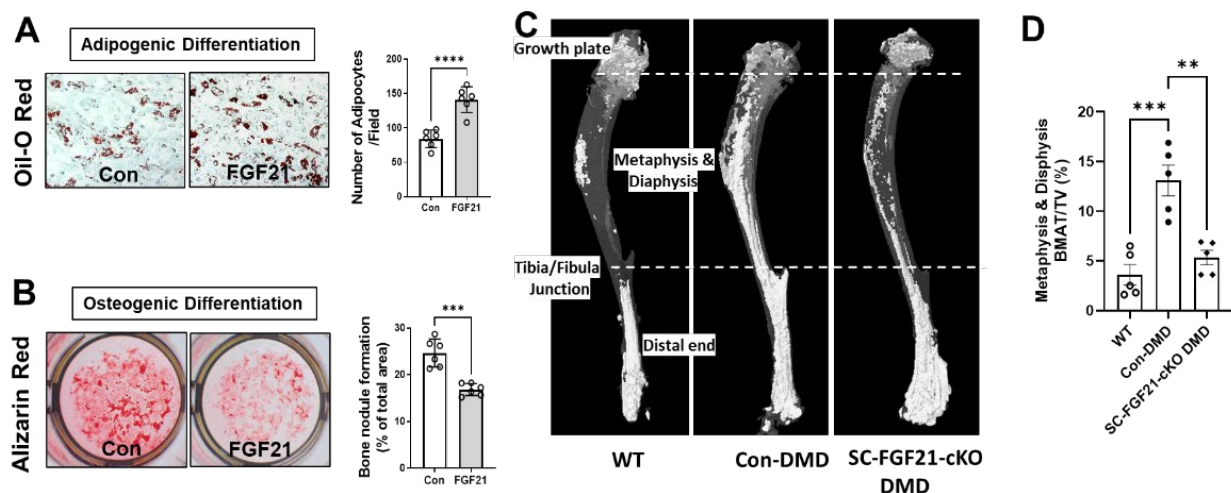 A
Adipogenic Differentiation
Oil-O Red
Con
FGF21
Number of Adipocytes
/Field
200
150
100
50
0
****
Con
FGF21
B
Osteogenic Differentiation
Alizarin Red
Con
FGF21
Bone nodule formation
(% of total area)
30
20
10
0
***
Con
FGF21
C
Growth plate
Metaphysis &
Diaphysis
Tibia/Fibula
Junction
Distal end
WT
Con-DMD
SC-FGF21-cKO
DMD
D
Metaphysis & Disphysis
BMAT/TV (%)
20
15
10
5
0
***
**
WT
Con-DMD
SC-FGF21-cKO DMD